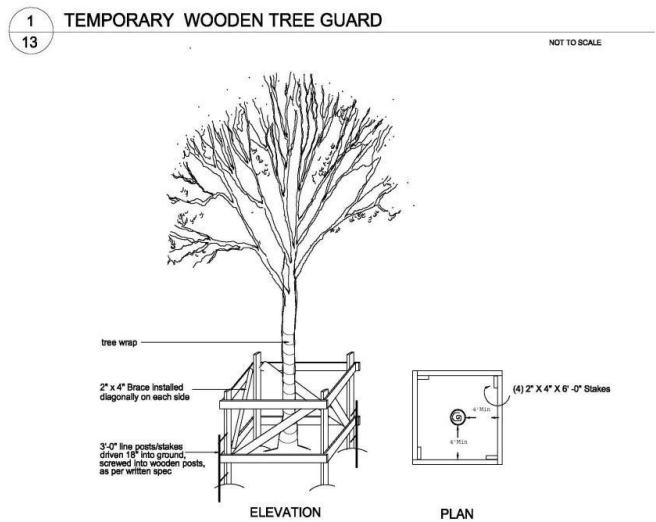 1
13
TEMPORARY WOODEN TREE GUARD
NOT TO SCALE
tree wrap
2" x 4" Brace installed
diagonally on each side
3'-0" line posts/stakes
driven 18" into ground,
screwed into wooden posts,
as per written spec
ELEVATION
(4) 2" X 4" X 6' -0" Stakes
4'Min
4'Min
PLAN